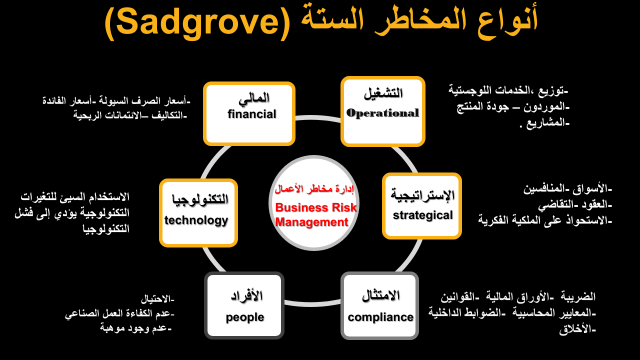 أنواع المخاطر الستة (Sadgrove)
التشغيل
Operational
-توزيع ،الخدمات اللوجستية
-الموردون – جودة المنتج
-المشاريع .
المالي
financial
-أسعار الصرف السيولة -أسعار الفائدة
-التكاليف –الائتمانات الربحية
الإستراتيجية
strategical
-الأسواق -المنافسين
-العقود -التقاضي
-الاستحواذ على الملكية الفكرية
إدارة مخاطر الأعمال
Business Risk
Management
التكنولوجيا
technology
الاستخدام السيئ للتغيرات
التكنولوجية يؤدي إلى فشل
التكنولوجيا
الامتثال
compliance
الضريبة -الأوراق المالية -القوانين
-المعايير المحاسبية -الضوابط الداخلية
-الأخلاق
الأفراد
people
-الاحتيال
-عدم الكفاءة العمل الصناعي
-عدم وجود موهبة